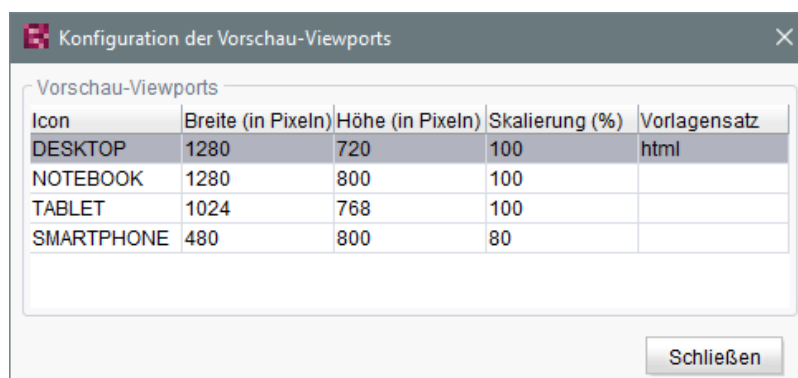 Konfiguration der Vorschau-Viewports
Vorschau-Viewports
Icon Breite (in Pixeln) Höhe (in Pixeln) Skalierung (%) Vorlagensatz
DESKTOP 1280 720 100 html
NOTEBOOK 1280 800 100
TABLET 1024 768 100
SMARTPHONE 480 800 80
Schließen